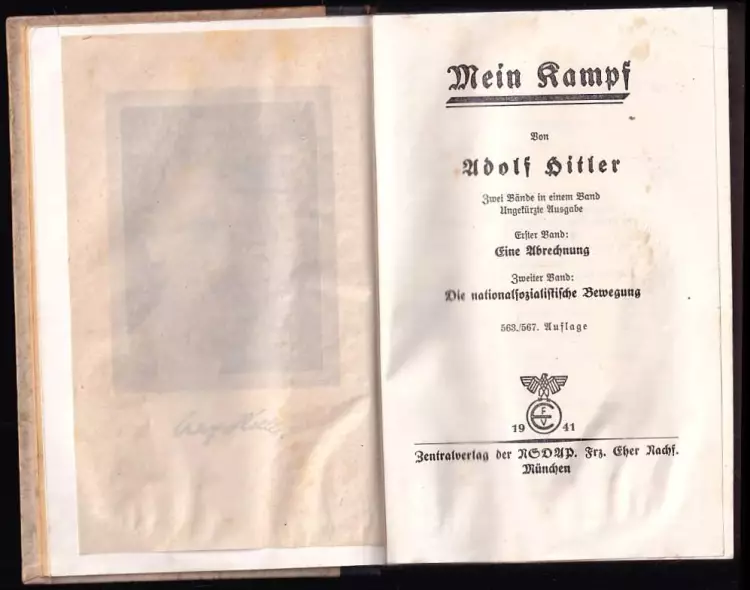 Mein Kampf
Von
Adolf Hitler
Zwei Bände in einem Band
Ungekürzte Ausgabe
Erster Band:
Eine Abrechnung
Zweiter Band:
Die nationalsozialistische Bewegung
563./567. Auflage
F
E
V
19 41
Zentralverlag der NSDAP. Frz. Eher Nachf.
München